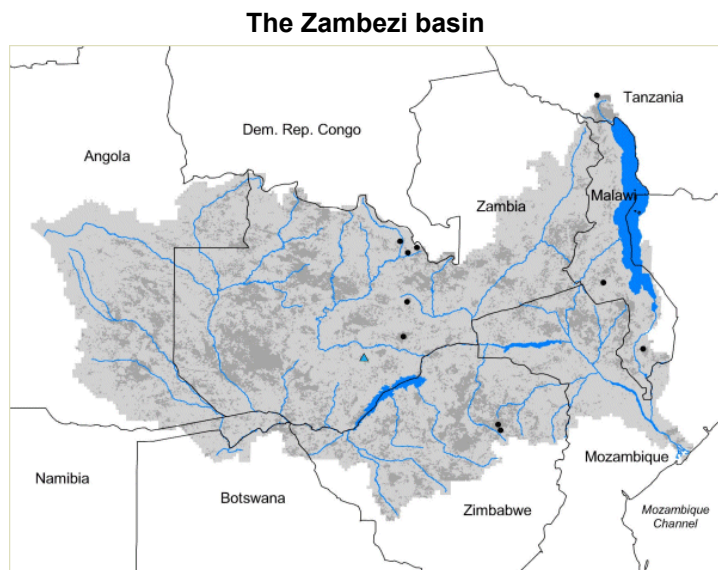 The Zambezi basin
Tanzania
Dem. Rep. Congo
Angola
Zambia
Malawi
Mozambique
Namibia
Botswana
Zimbabwe
Mozambique
Channel